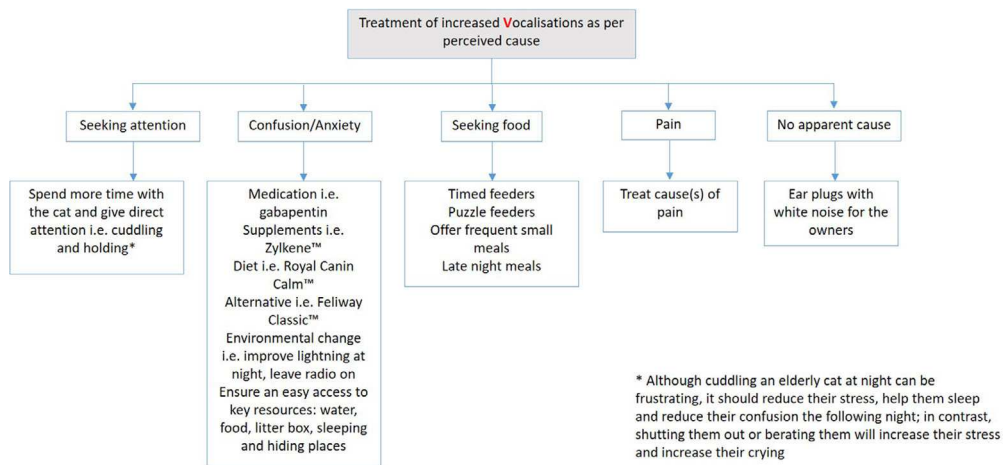 Treatment of increased Vocalisations as per
perceived cause
Seeking attention
Confusion/Anxiety
Seeking food
Pain
No apparent cause
Spend more time with
the cat and give direct
attention i.e. cuddling
and holding*
Medication i.e.
gabapentin
Supplements i.e.
Zylkene™
Diet i.e. Royal Canin
Calm™
Alternative i.e. Feliway
Classic™
Environmental change
i.e. improve lightning at
night, leave radio on
Ensure an easy access to
key resources: water,
food, litter box, sleeping
and hiding places
Timed feeders
Puzzle feeders
Offer frequent small
meals
Late night meals
Treat cause(s) of
pain
Ear plugs with
white noise for the
owners
* Although cuddling an elderly cat at night can be
frustrating, it should reduce their stress, help them sleep
and reduce their confusion the following night; in contrast,
shutting them out or berating them will increase their stress
and increase their crying